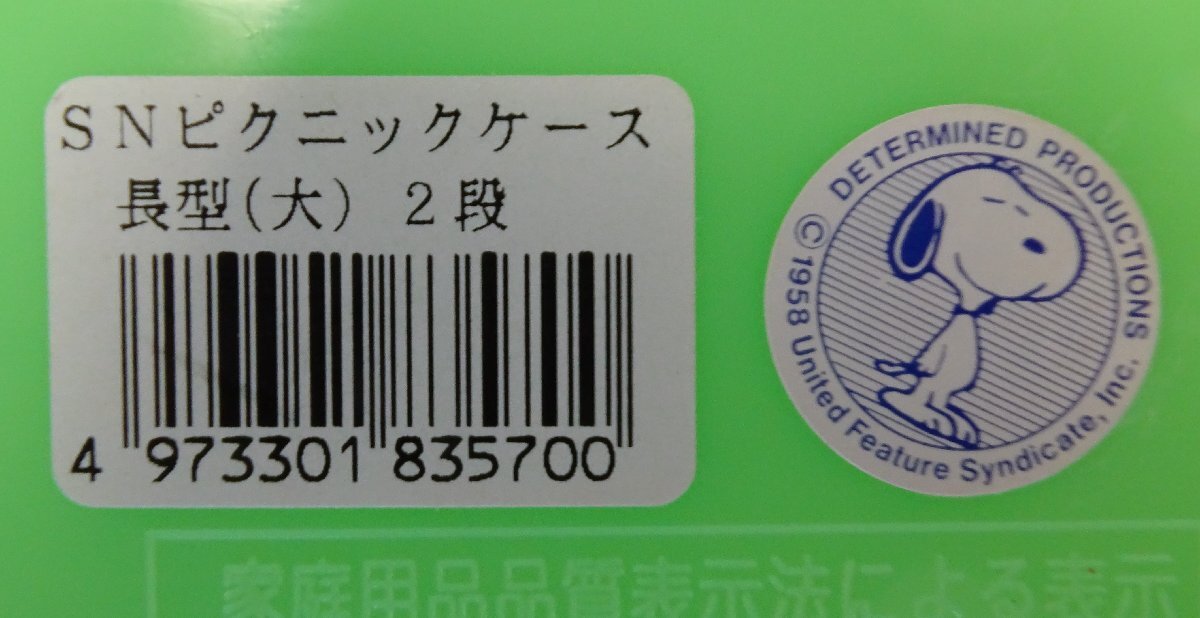 SNピクニックケース
長型(大) 2段
4 973301 835700
DETERMINED PRODUCTIONS
© 1958 United Feature Syndicate, Inc.
家庭用品品質表示法による表示